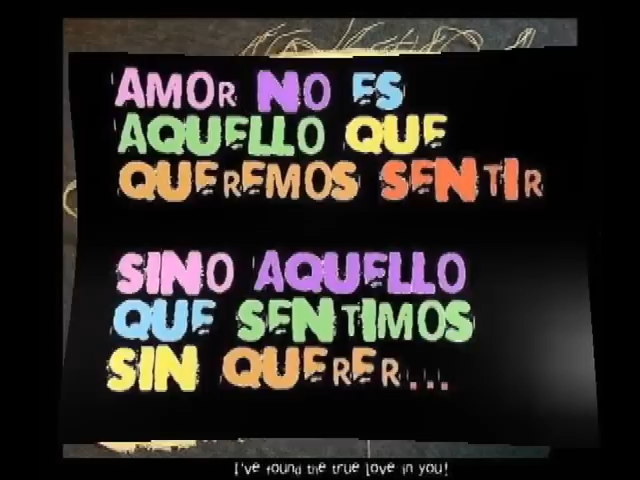 AMOR NO ES
AQUELLO QUE
QUEREMOS SENTIR
SINO AQUELLO
QUE SENTIMOS
SIN QUERER...
I've found the true love in you!